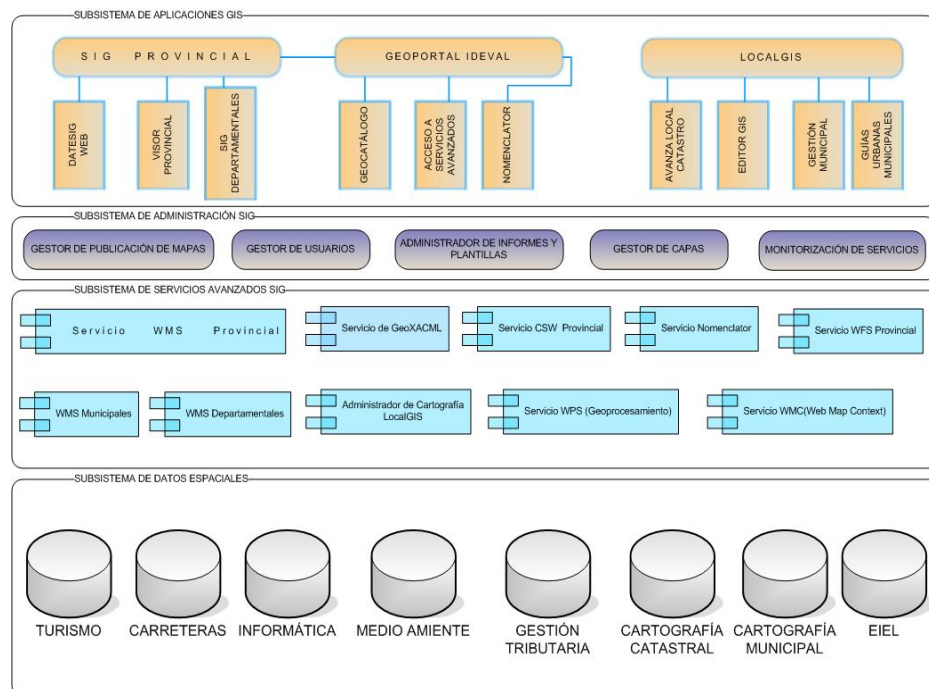 SUBSISTEMA DE APLICACIONES GIS
SIG PROVINCIAL
GEOPORTAL IDEVAL
LOCALGIS
DATESIG
WEB
VISOR
PROVINCIAL
SIG
DEPARTAMENTALES
GEOCATÁLOGO
ACCESO A
SERVICIOS
AVANZADOS
NOMENCLATOR
AVANZA LOCAL
CATASTRO
EDITOR GIS
GESTIÓN
MUNICIPAL
GUÍAS
URBANAS
MUNICIPALES
SUBSISTEMA DE ADMINISTRACIÓN SIG
GESTOR DE PUBLICACIÓN DE MAPAS
GESTOR DE USUARIOS
ADMINISTRADOR DE INFORMES Y
PLANTILLAS
GESTOR DE CAPAS
MONITORIZACIÓN DE SERVICIOS
SUBSISTEMA DE SERVICIOS AVANZADOS SIG
Servicio WMS Provincial
Servicio de GeoXACML
Servicio CSW Provincial
Servicio Nomenclator
Servicio WFS Provincial
WMS Municipales
WMS Departamentales
Administrador de Cartografía
LocalGIS
Servicio WPS (Geoprocesamiento)
Servicio WMC(Web Map Context)
SUBSISTEMA DE DATOS ESPACIALES
TURISMO
CARRETERAS
INFORMÁTICA
MEDIO AMIENTE
GESTIÓN
TRIBUTARIA
CARTOGRAFÍA
CATASTRAL
CARTOGRAFÍA
MUNICIPAL
EIEL